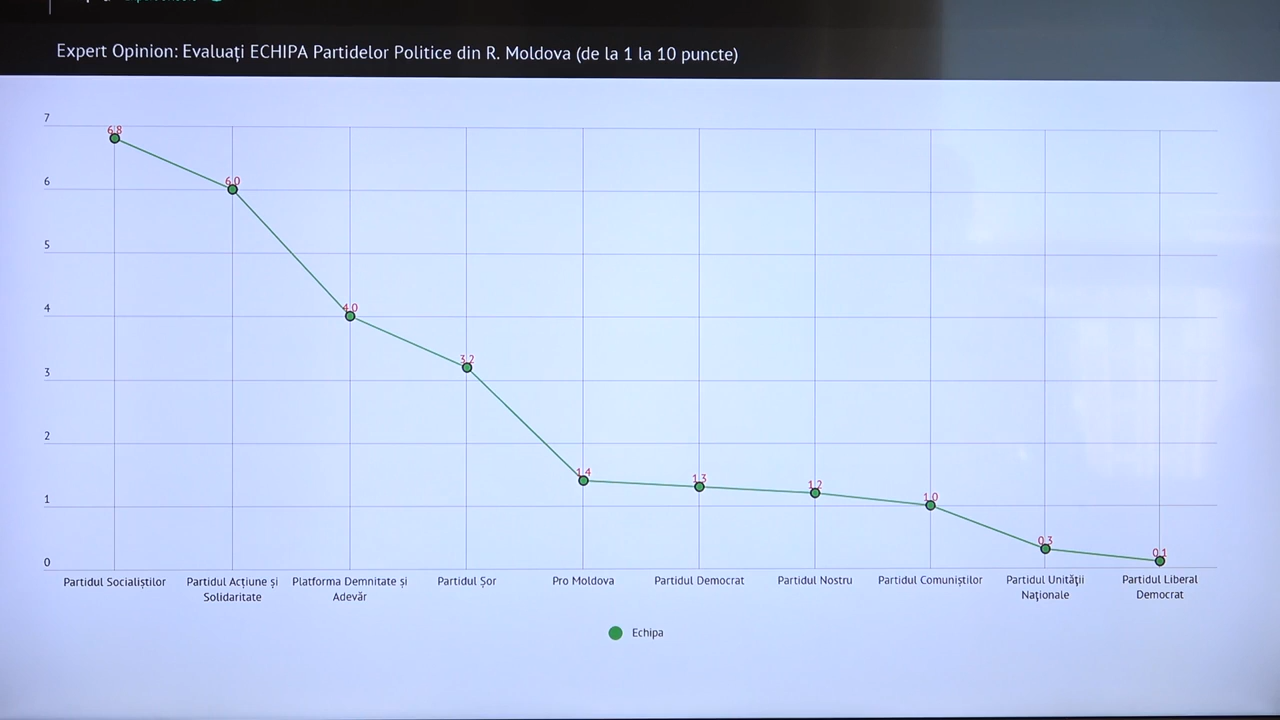 Expert Opinion: Evaluați ECHIPA Partidelor Politice din R. Moldova (de la 1 la 10 puncte)
7
6
5
4
3
2
1
0
6.8
6.0
4.0
3.2
1.4
1.3
1.2
1.0
0.3
0.1
Partidul Socialiștilor
Partidul Acțiune și
Solidaritate
Platforma Demnitate și
Adevăr
Partidul Șor
Pro Moldova
Partidul Democrat
Partidul Nostru
Partidul Comuniștilor
Partidul Unității
Naționale
Partidul Liberal
Democrat
Echipa